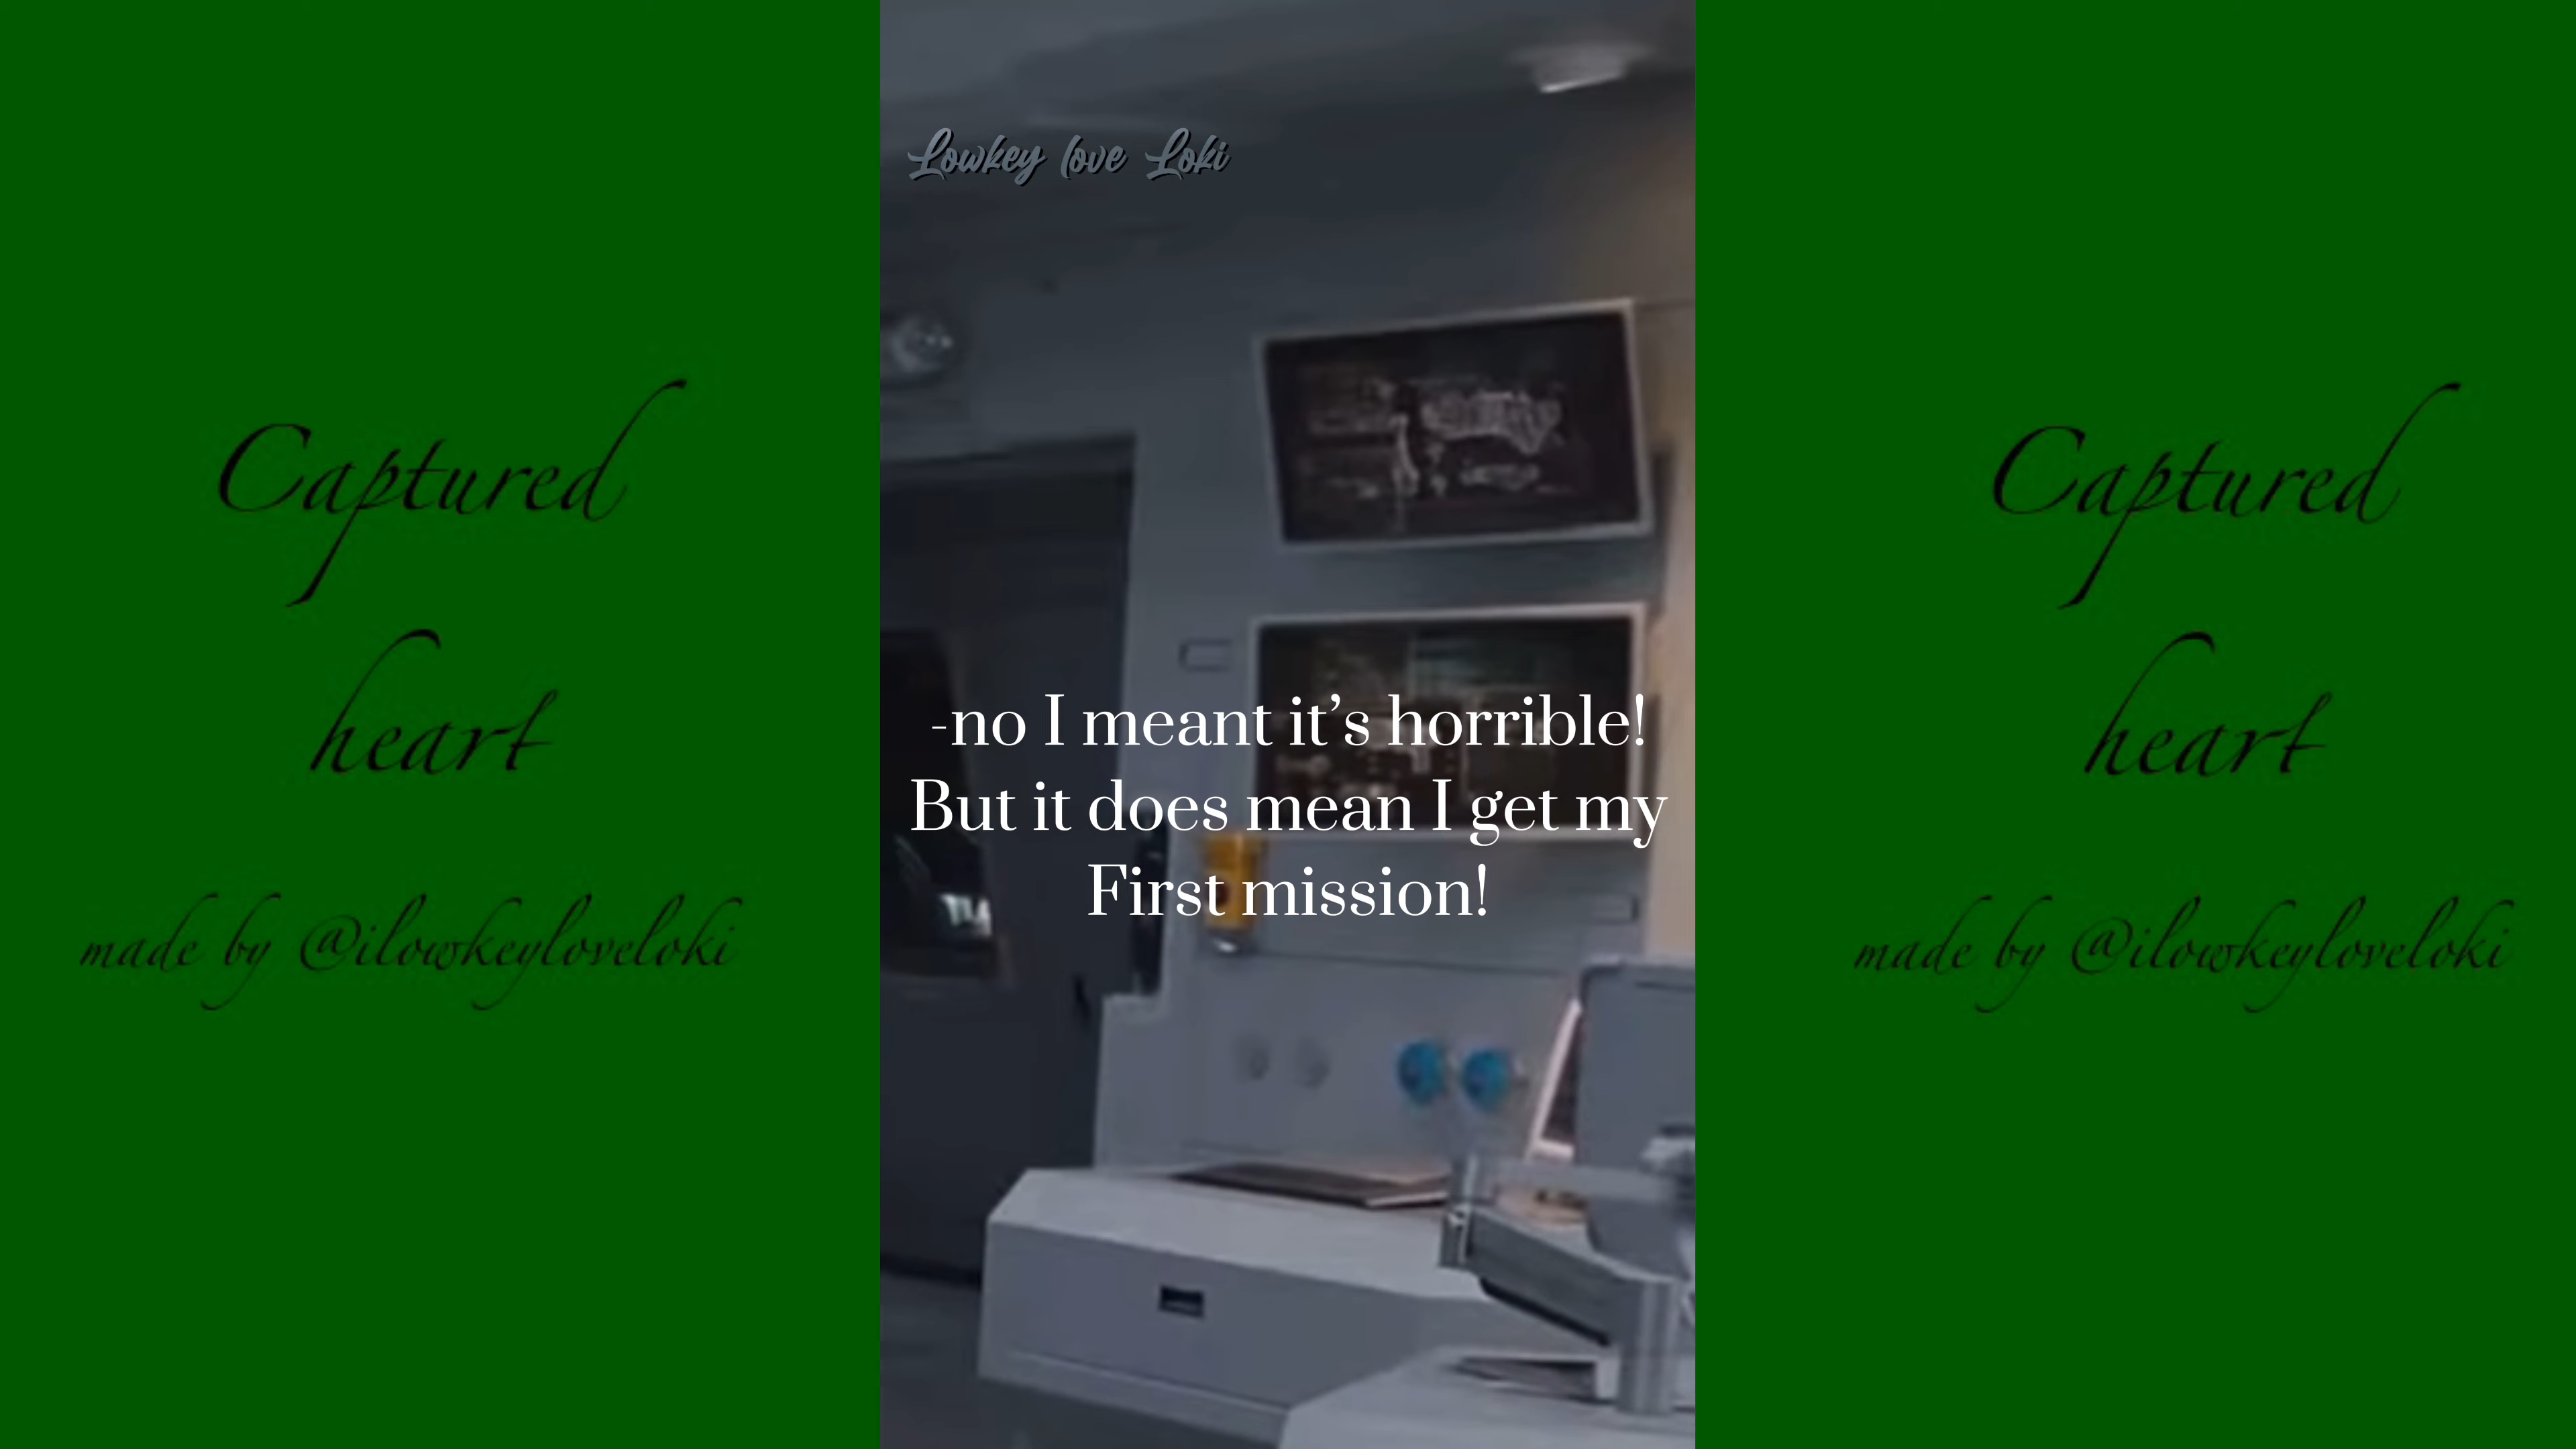 Captured
heart
made by @ilowkeyloveloki
Lowkey love Loki
-no I meant it’s horrible!
But it does mean I get my
First mission!
Captured
heart
made by @ilowkeyloveloki